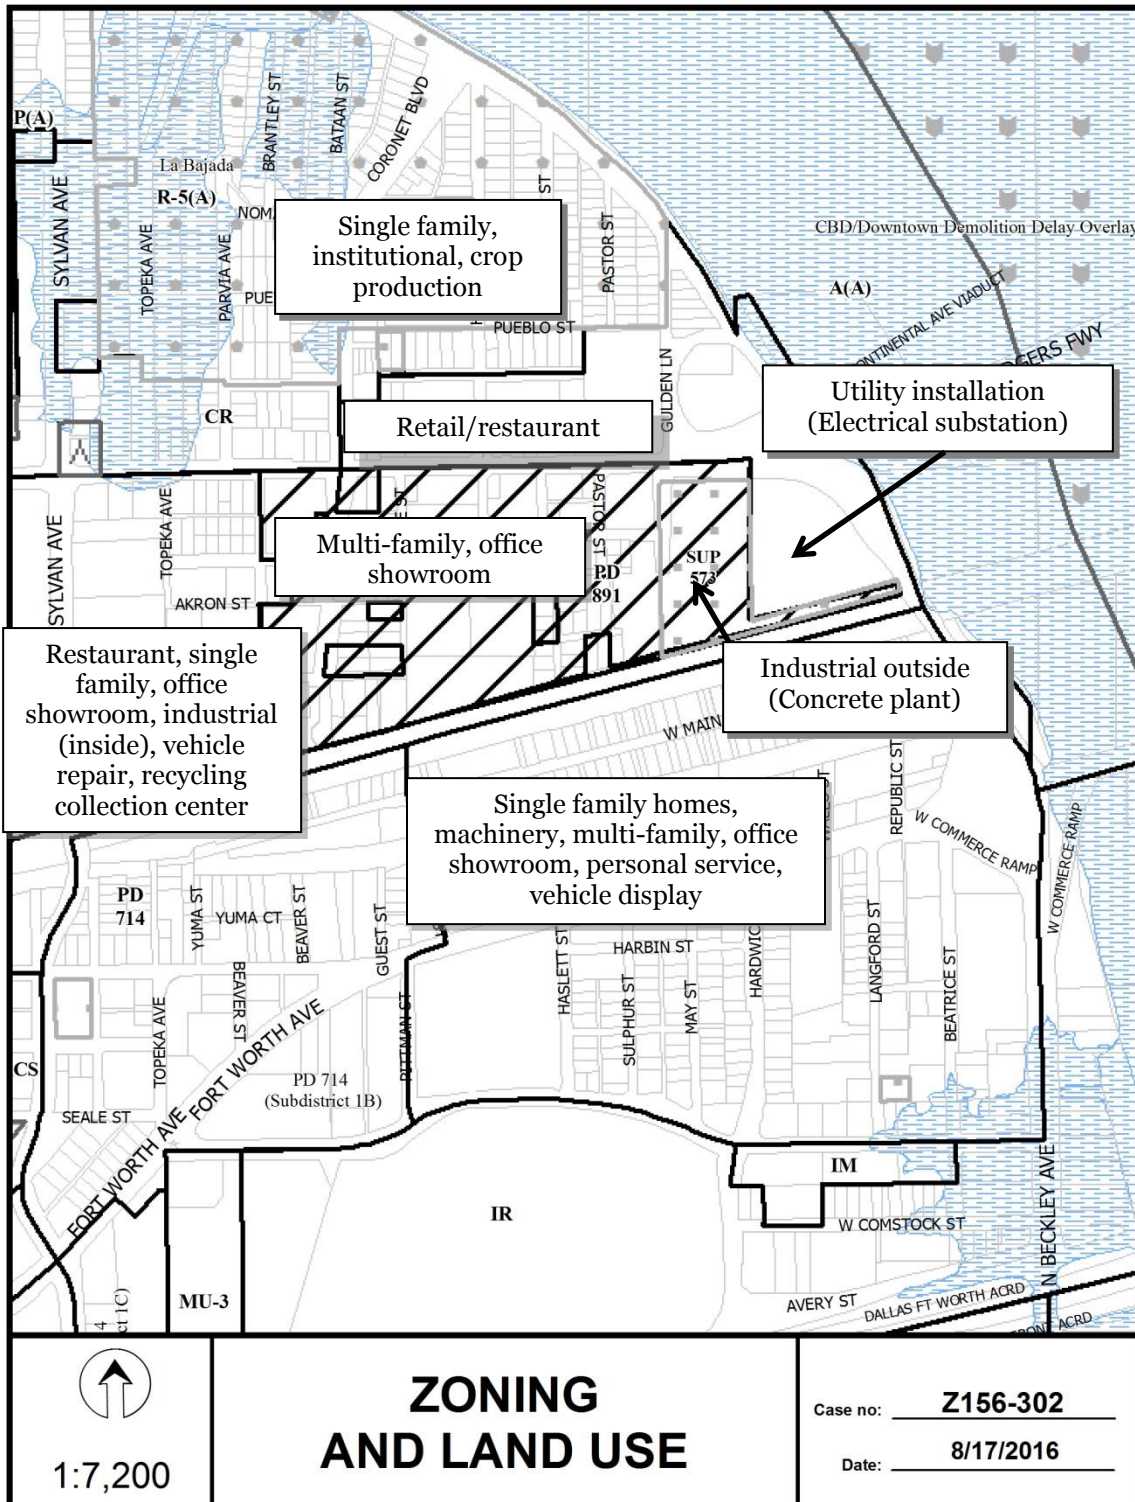 P(A)
SYLVAN AVE
La Bajada
R-5(A)
BRANTLEY ST
BATAAN ST
CORONET BLVD
TOPEKA AVE
PARVIA AVE
ST
PASTOR ST
CBD/Downtown Demolition Delay Overlay
A(A)
Single family,
institutional, crop
production
PUEBLO ST
GULDEN LN
CR
Retail/restaurant
Utility installation
(Electrical substation)
SYLVAN AVE
TOPEKA AVE
AKRON ST
Multi-family, office
showroom
PASTOR ST
PD
891
SUP
573
Restaurant, single
family, office
showroom, industrial
(inside), vehicle
repair, recycling
collection center
Industrial outside
(Concrete plant)
W MAIN
REPUBLIC ST
W COMMERCE RAMP
W COMMERCE RAMP
Single family homes,
machinery, multi-family, office
showroom, personal service,
vehicle display
PD
714
YUMA ST
YUMA CT
BEAVER ST
GUEST ST
BEAVER ST
TOPEKA AVE
HASLETT ST
HARBIN ST
SULPHUR ST
MAY ST
LANGFORD ST
BEATRICE ST
PITTMAN ST
FORT WORTH AVE
FORT WORTH AVE
PD 714
(Subdistrict 1B)
CS
SEALE ST
IR
IM
W COMSTOCK ST
N BECKLEY AVE
MU-3
AVERY ST
DALLAS FT WORTH ACRD
1:7,200
ZONING
AND LAND USE
Case no: Z156-302
Date: 8/17/2016